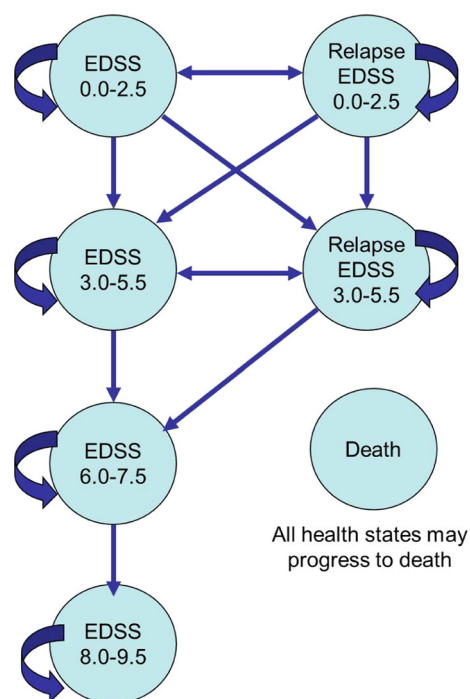 EDSS
0.0-2.5
Relapse
EDSS
0.0-2.5
EDSS
3.0-5.5
Relapse
EDSS
3.0-5.5
EDSS
6.0-7.5
Death
All health states may
progress to death
EDSS
8.0-9.5